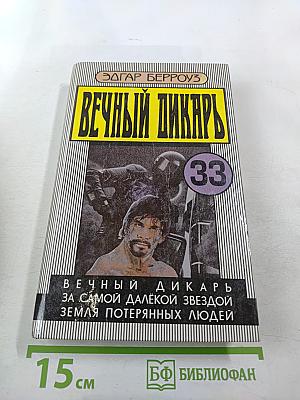 ЭДГАР БЕРРОУЗ
ВЕЧНЫЙ ДИКАРЬ
33
ВЕЧНЫЙ ДИКАРЬ
ЗА САМОЙ ДАЛЁКОЙ ЗВЕЗДОЙ
ЗЕМЛЯ ПОТЕРЯННЫХ ЛЮДЕЙ
15 см
БФ БИБЛИОФАН